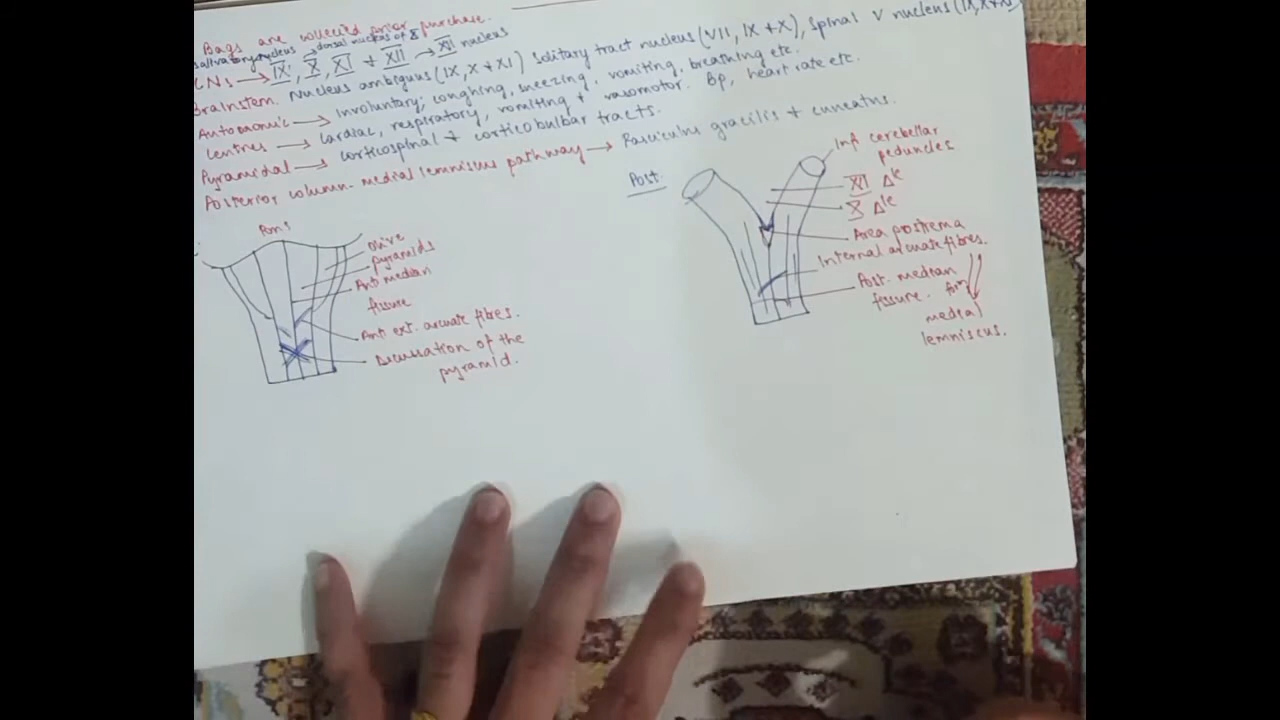 Bags are collected prior purchase.
salivatory nucleus → dorsal nucleus of X
CNs → IX, X, XI + XII → XII nucleus
Brainstem. Nucleus ambiguus (IX, X + XI) Solitary tract nucleus (VII, IX + X), Spinal V nucleus (IX, X + X)
Autonomic → Involuntary; coughing, sneezing, vomiting, breathing etc.
Centres → Cardiac, respiratory, vomiting + vasomotor. BP, heart rate etc.
Pyramidal → Corticospinal + corticobulbar tracts.
Posterior column-medial lemniscus pathway → Fasciculus gracilis + cuneatus.
Pons
olive
pyramids
Ant median
fissure
Ant. ext. arcuate fibres.
Decussation of the
pyramid.
Post.
Inf cerebellar
peduncles
XII Δle
X Δle
Area postrema
Internal arcuate fibres.
Post. median
fissure.
medial
lemniscus.